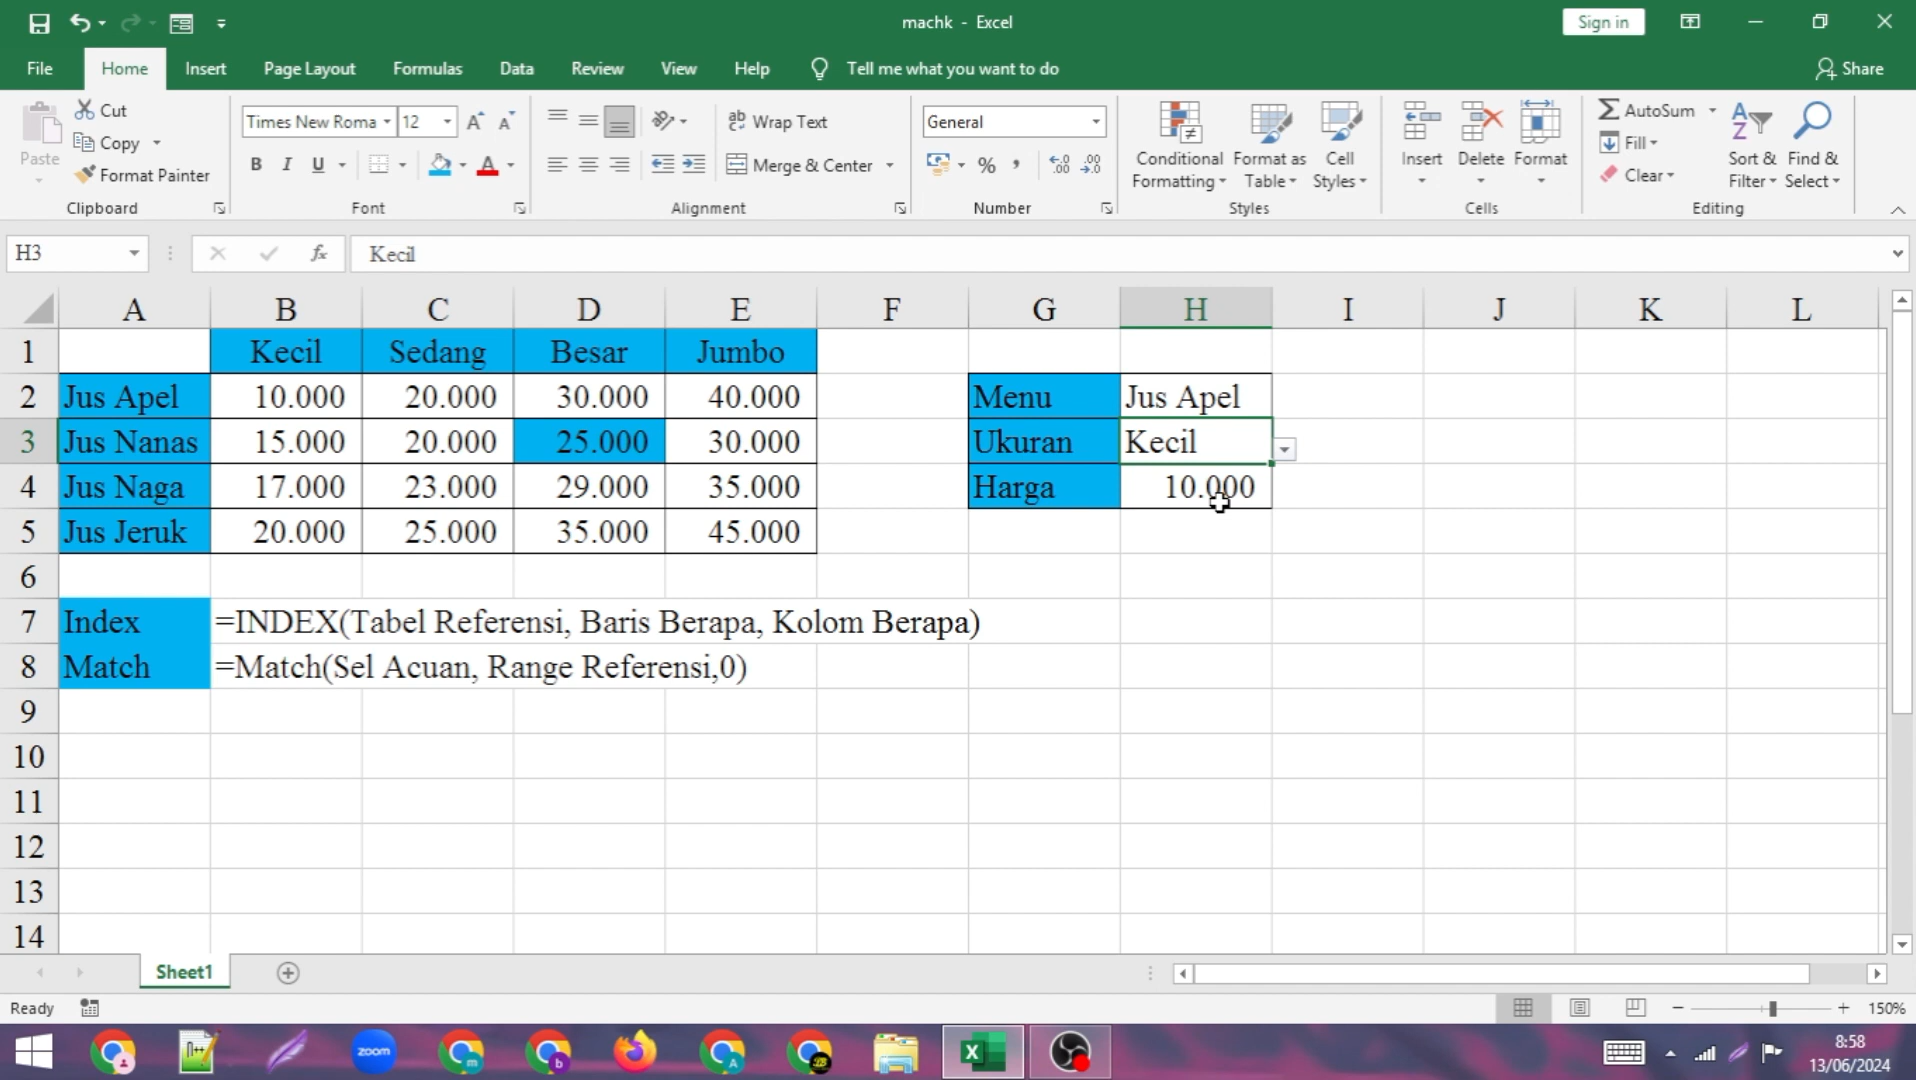 machk - Excel
Sign in
File Home Insert Page Layout Formulas Data Review View Help Tell me what you want to do Share
Paste Cut
Copy
Format Painter
Clipboard
Times New Roma 12
B I U A
Font
Wrap Text
Merge & Center
Alignment
General
% ,
Number
Conditional Formatting
Format as Table
Cell Styles
Styles
Insert Delete Format
Cells
AutoSum
Fill
Clear
Sort & Filter
Find & Select
Editing
H3 fx Kecil
A B C D E F G H I J K L
1 Kecil Sedang Besar Jumbo
2 Jus Apel 10.000 20.000 30.000 40.000 Menu Jus Apel
3 Jus Nanas 15.000 20.000 25.000 30.000 Ukuran Kecil
4 Jus Naga 17.000 23.000 29.000 35.000 Harga 10.000
5 Jus Jeruk 20.000 25.000 35.000 45.000
6
7 Index =INDEX(Tabel Referensi, Baris Berapa, Kolom Berapa)
8 Match =Match(Sel Acuan, Range Referensi,0)
9
10
11
12
13
14
Sheet1
Ready 150%
zoom
8:58
13/06/2024